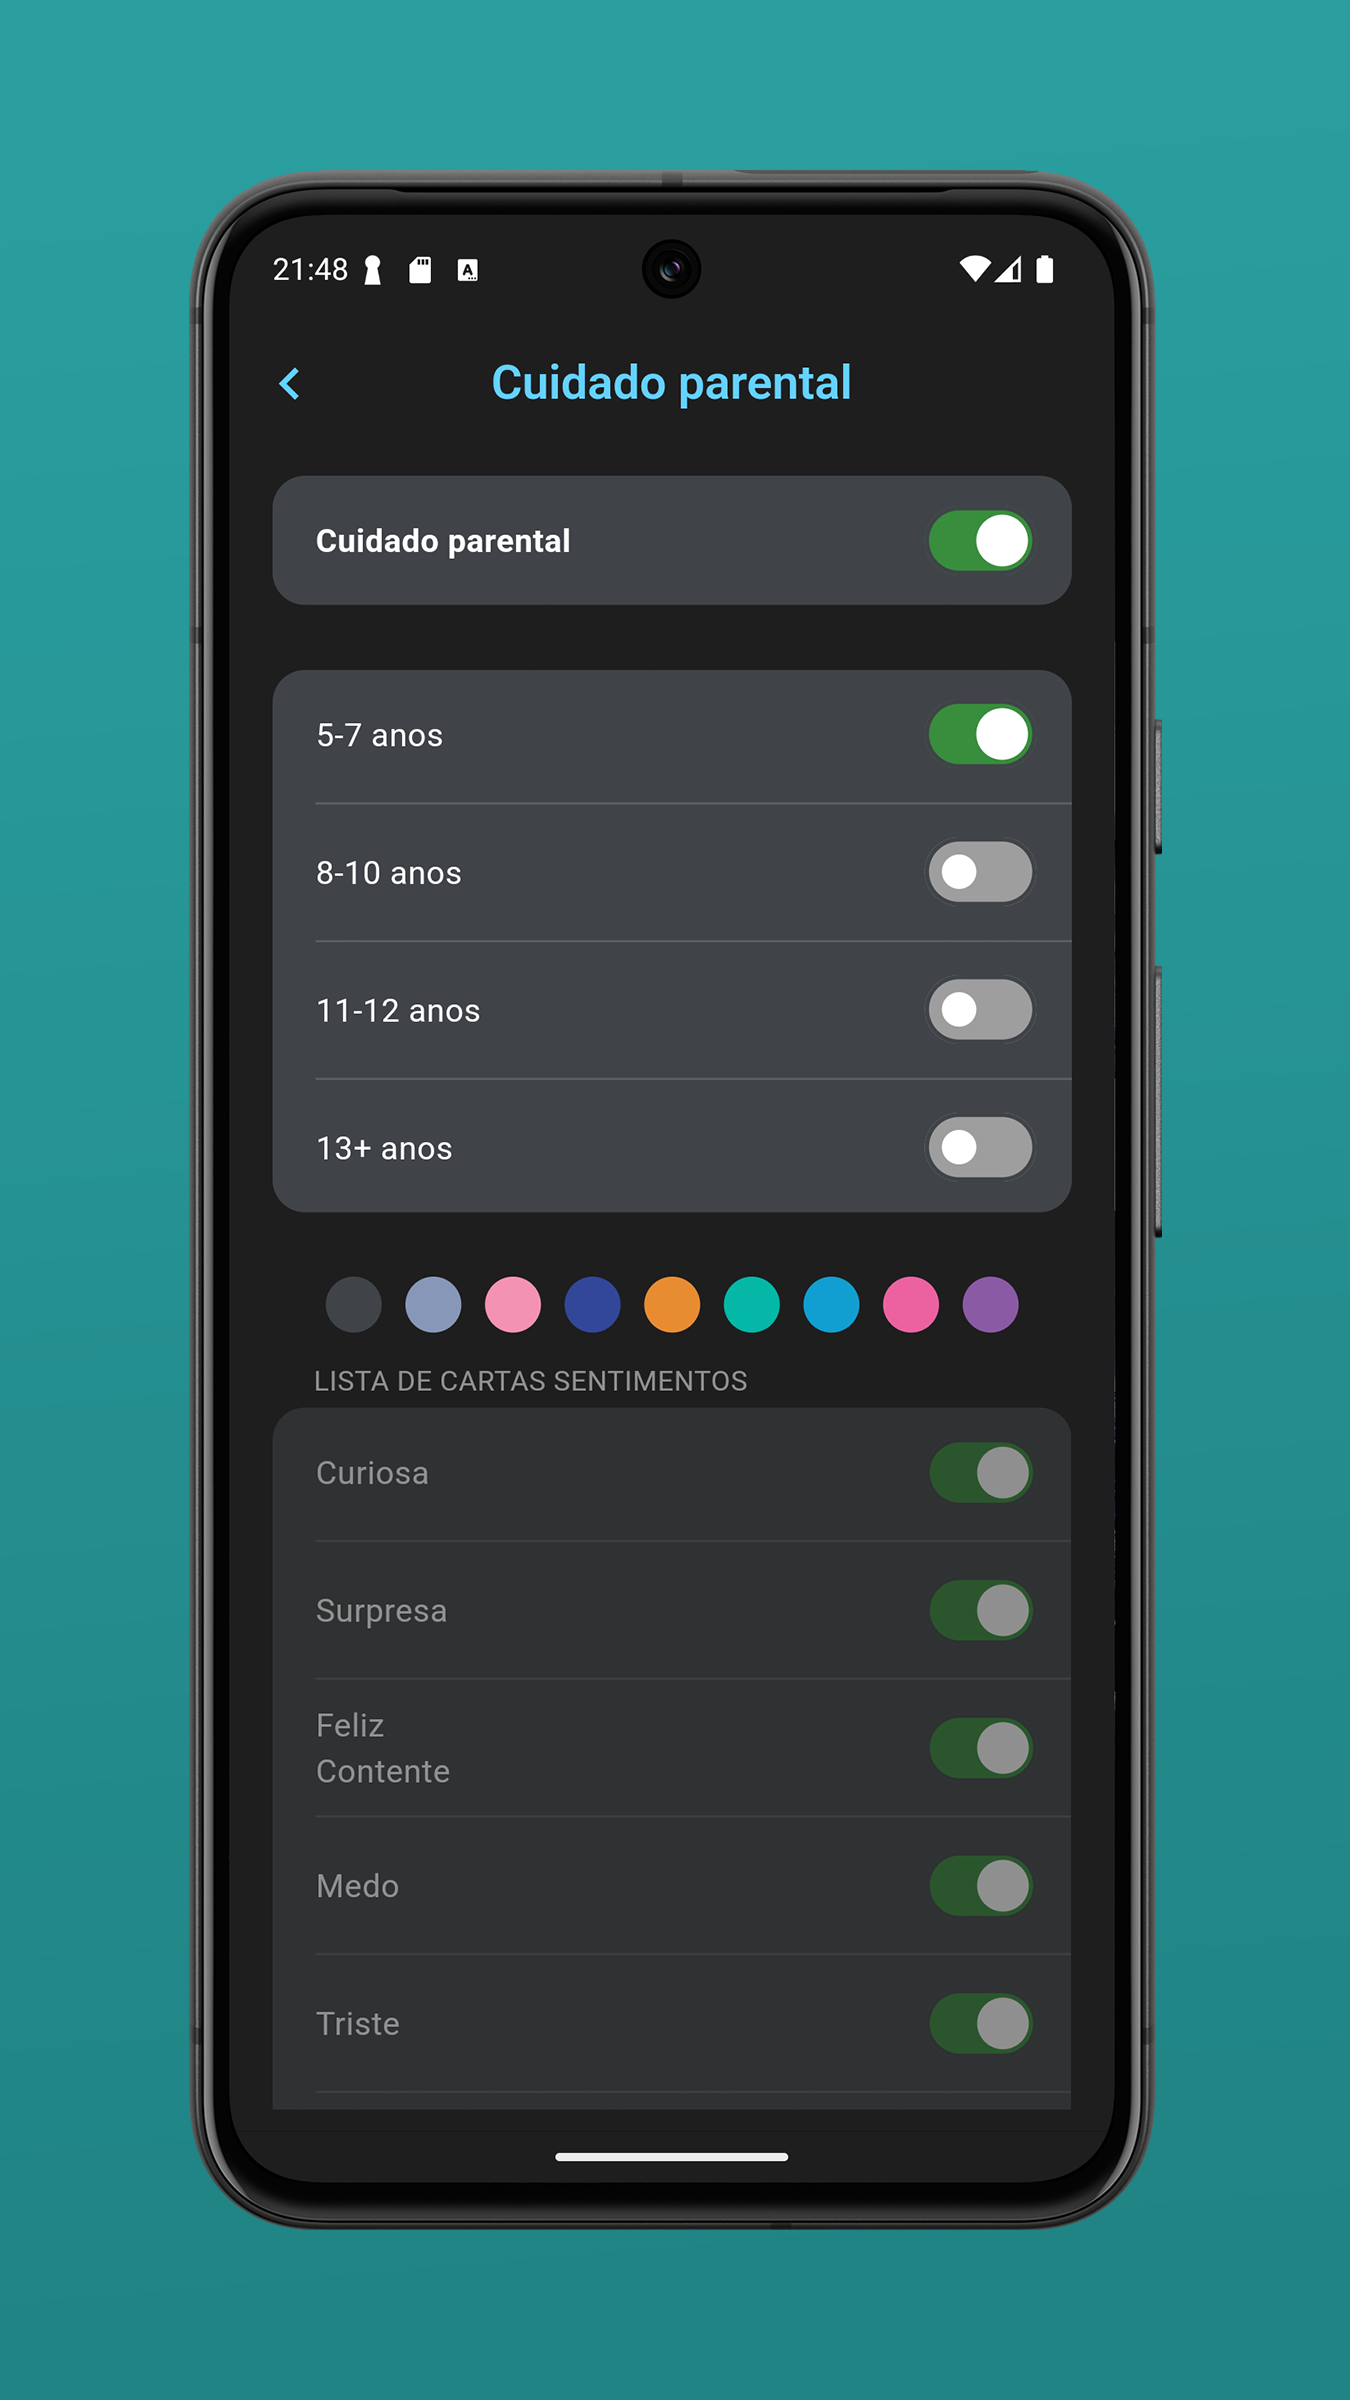 21:48
Cuidado parental
Cuidado parental
5-7 anos
8-10 anos
11-12 anos
13+ anos
LISTA DE CARTAS SENTIMENTOS
Curiosa
Surpresa
Feliz
Contente
Medo
Triste